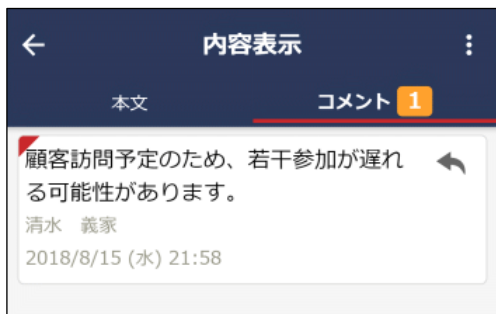 内容表示
本文
コメント 1
顧客訪問予定のため、若干参加が遅れ
る可能性があります。
清水　義家
2018/8/15 (水) 21:58